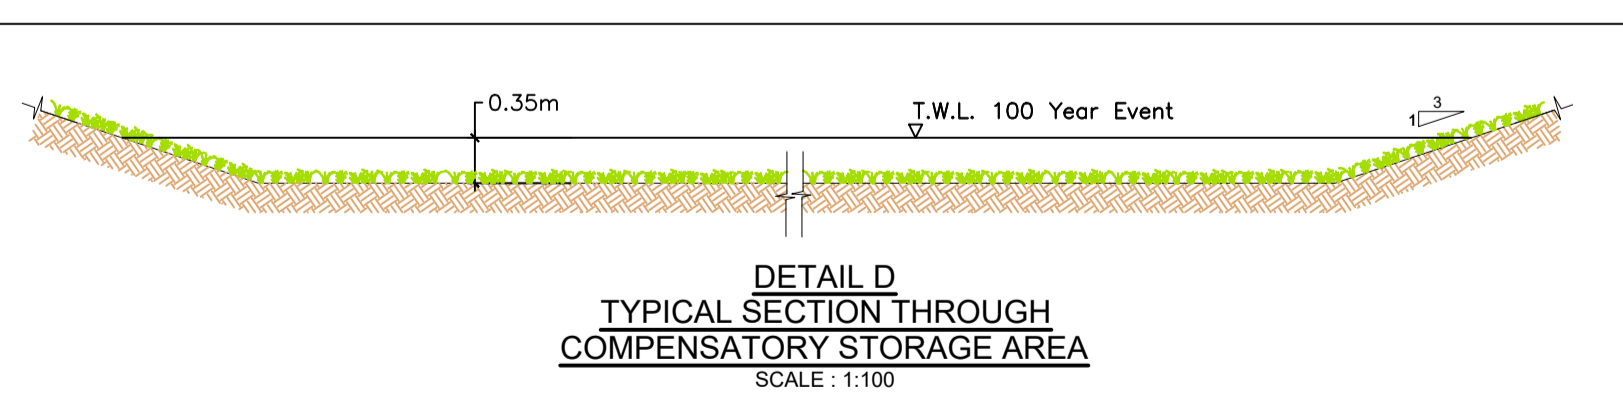 0.35m
T.W.L. 100 Year Event
3
1
DETAIL D
TYPICAL SECTION THROUGH
COMPENSATORY STORAGE AREA
SCALE : 1:100